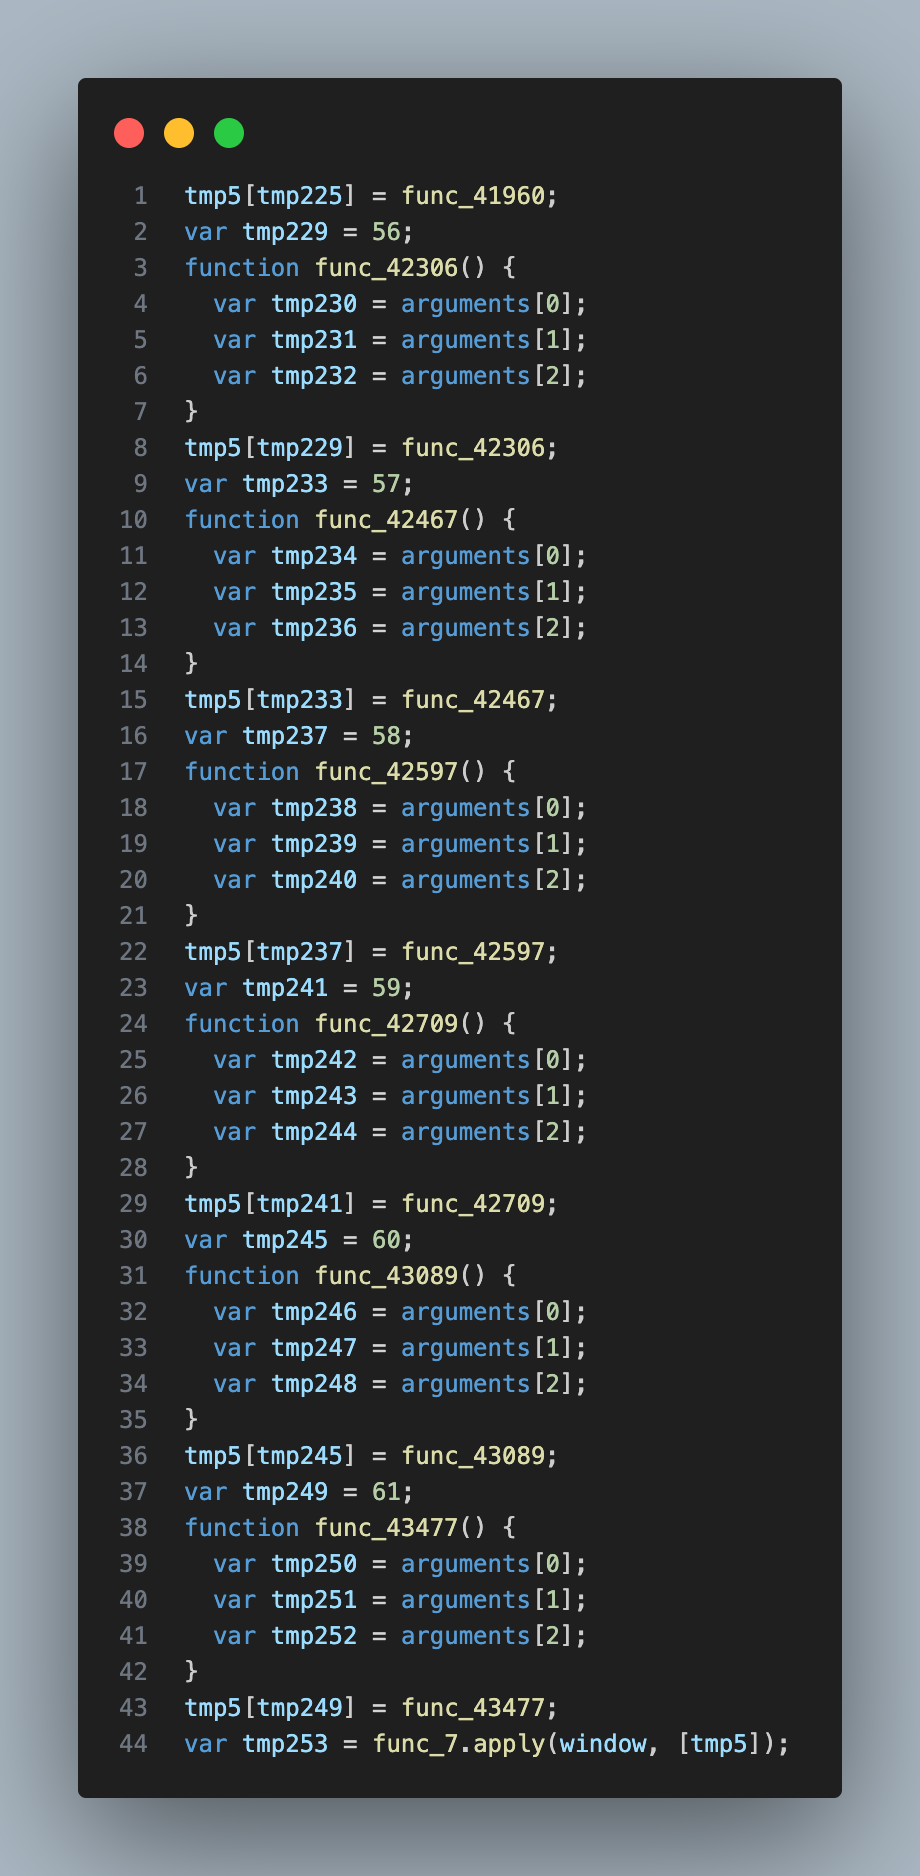 1 tmp5[tmp225] = func_41960;
2 var tmp229 = 56;
3 function func_42306() {
4 var tmp230 = arguments[0];
5 var tmp231 = arguments[1];
6 var tmp232 = arguments[2];
7 }
8 tmp5[tmp229] = func_42306;
9 var tmp233 = 57;
10 function func_42467() {
11 var tmp234 = arguments[0];
12 var tmp235 = arguments[1];
13 var tmp236 = arguments[2];
14 }
15 tmp5[tmp233] = func_42467;
16 var tmp237 = 58;
17 function func_42597() {
18 var tmp238 = arguments[0];
19 var tmp239 = arguments[1];
20 var tmp240 = arguments[2];
21 }
22 tmp5[tmp237] = func_42597;
23 var tmp241 = 59;
24 function func_42709() {
25 var tmp242 = arguments[0];
26 var tmp243 = arguments[1];
27 var tmp244 = arguments[2];
28 }
29 tmp5[tmp241] = func_42709;
30 var tmp245 = 60;
31 function func_43089() {
32 var tmp246 = arguments[0];
33 var tmp247 = arguments[1];
34 var tmp248 = arguments[2];
35 }
36 tmp5[tmp245] = func_43089;
37 var tmp249 = 61;
38 function func_43477() {
39 var tmp250 = arguments[0];
40 var tmp251 = arguments[1];
41 var tmp252 = arguments[2];
42 }
43 tmp5[tmp249] = func_43477;
44 var tmp253 = func_7.apply(window, [tmp5]);